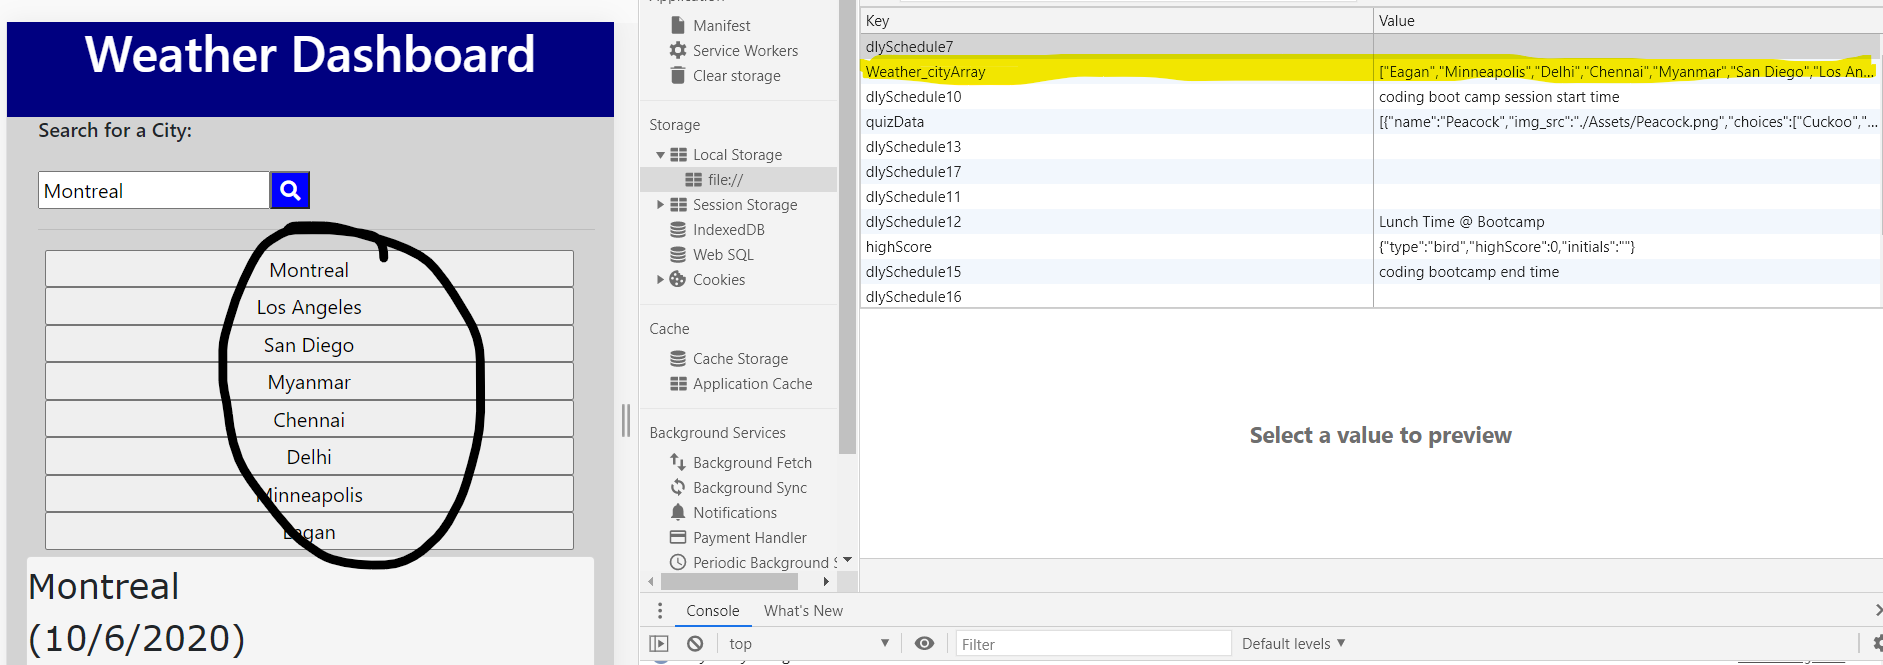 Weather Dashboard
Search for a City:
Montreal
Montreal
Los Angeles
San Diego
Myanmar
Chennai
Delhi
Minneapolis
Eagan
Montreal
(10/6/2020)
Manifest
Service Workers
Clear storage
Storage
Local Storage
file://
Session Storage
IndexedDB
Web SQL
Cookies
Cache
Cache Storage
Application Cache
Background Services
Background Fetch
Background Sync
Notifications
Payment Handler
Periodic Background
Key Value
dlySchedule7
Weather_cityArray ["Eagan","Minneapolis","Delhi","Chennai","Myanmar","San Diego","Los An...
dlySchedule10 coding boot camp session start time
quizData [{"name":"Peacock","img_src":"./Assets/Peacock.png","choices":["Cuckoo","...
dlySchedule13
dlySchedule17
dlySchedule11
dlySchedule12 Lunch Time @ Bootcamp
highScore {"type":"bird","highScore":0,"initials":""}
dlySchedule15 coding bootcamp end time
dlySchedule16
Select a value to preview
Console What's New
top Filter Default levels